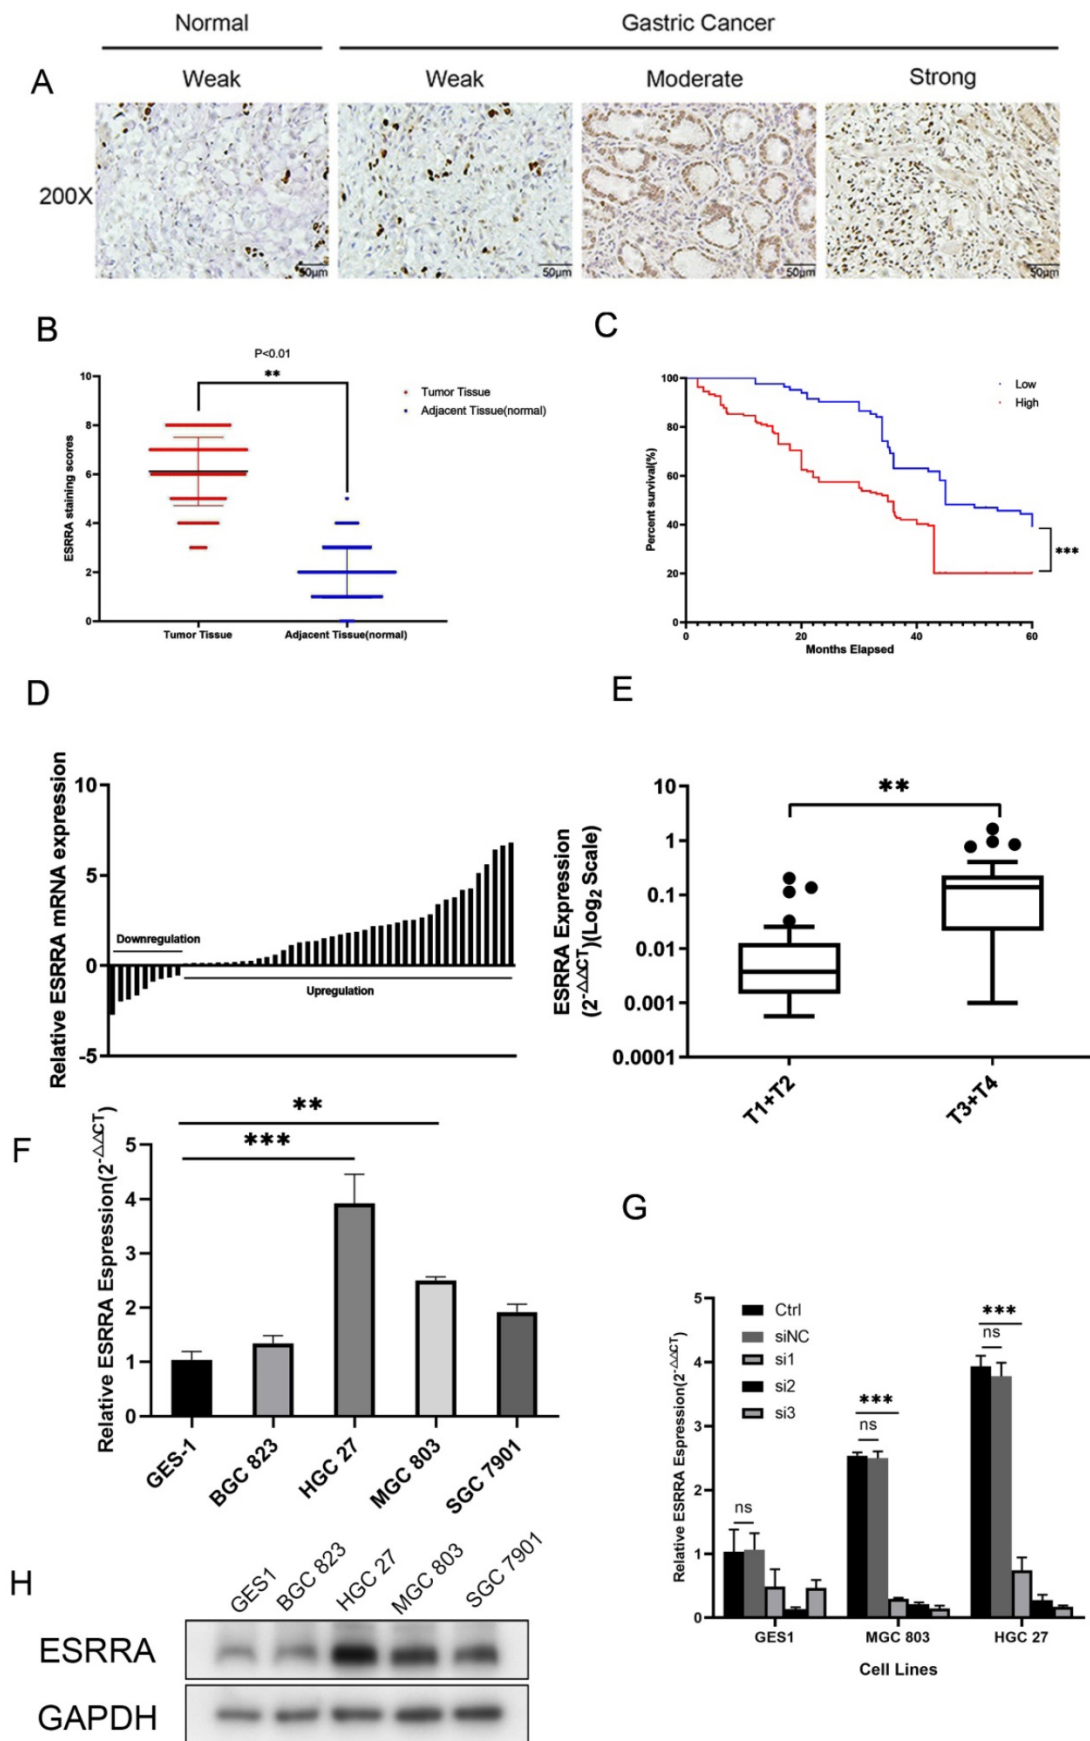 Normal Gastric Cancer
A Weak Weak Moderate Strong
200X
50μm 50μm 50μm 50μm
B
P<0.01
**
Tumor Tissue
Adjacent Tissue(normal)
ESRRA staining scores
10
8
6
4
2
0
Tumor Tissue Adjacent Tissue(normal)
C
Low
High
Percent survival(%)
100
80
60
40
20
0
***
0 20 40 60
Months Elapsed
D
Relative ESRRA mRNA expression
10
5
0
-5
Downregulation
Upregulation
E
**
ESRRA Expression
(2-ΔΔCT)(Log2 Scale)
10
1
0.1
0.01
0.001
0.0001
T1+T2 T3+T4
F
**
***
Relative ESRRA Espression(2-ΔΔCT)
5
4
3
2
1
0
GES-1 BGC 823 HGC 27 MGC 803 SGC 7901
G
Ctrl
siNC
si1
si2
si3
Relative ESRRA Espression(2-ΔΔCT)
5
4
3
2
1
0
ns
***
ns
***
ns
GES1 MGC 803 HGC 27
Cell Lines
H
GES1 BGC 823 HGC 27 MGC 803 SGC 7901
ESRRA
GAPDH